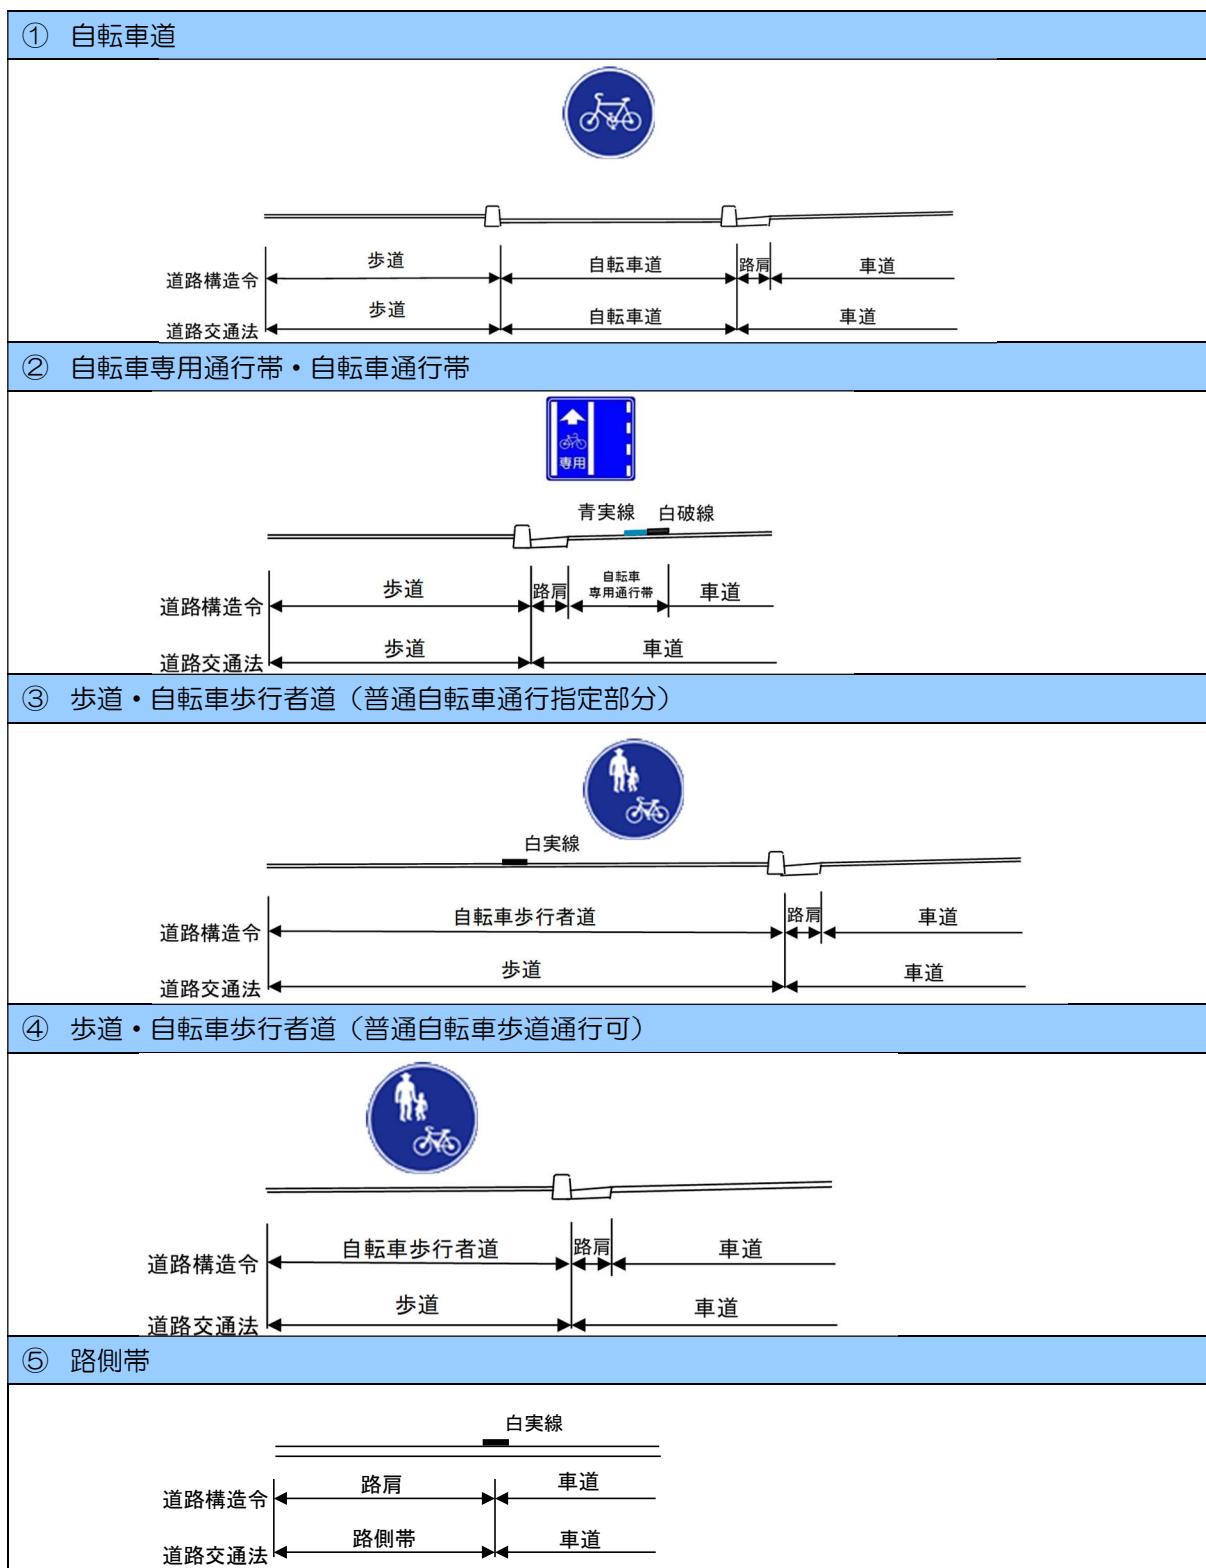 ① 自転車道
歩道 自転車道 路肩 車道
道路構造令
歩道 自転車道 車道
道路交通法
② 自転車専用通行帯・自転車通行帯
専用
青実線 白破線
歩道 路肩 自転車 専用通行帯 車道
道路構造令
歩道 車道
道路交通法
③ 歩道・自転車歩行者道（普通自転車通行指定部分）
白実線
自転車歩行者道 路肩 車道
道路構造令
歩道 車道
道路交通法
④ 歩道・自転車歩行者道（普通自転車歩道通行可）
自転車歩行者道 路肩 車道
道路構造令
歩道 車道
道路交通法
⑤ 路側帯
白実線
路肩 車道
道路構造令
路側帯 車道
道路交通法